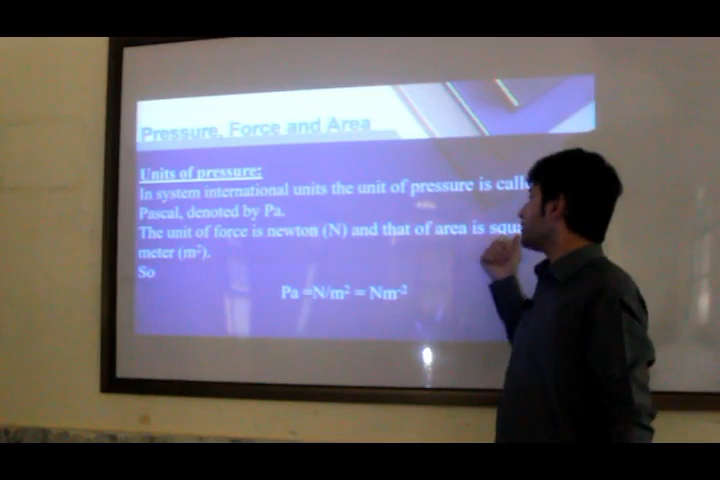 Pressure, Force and Area
Units of pressure:
In system international units the unit of pressure is calle
Pascal, denoted by Pa.
The unit of force is newton (N) and that of area is squa
meter (m²).
So
Pa =N/m² = Nm⁻²